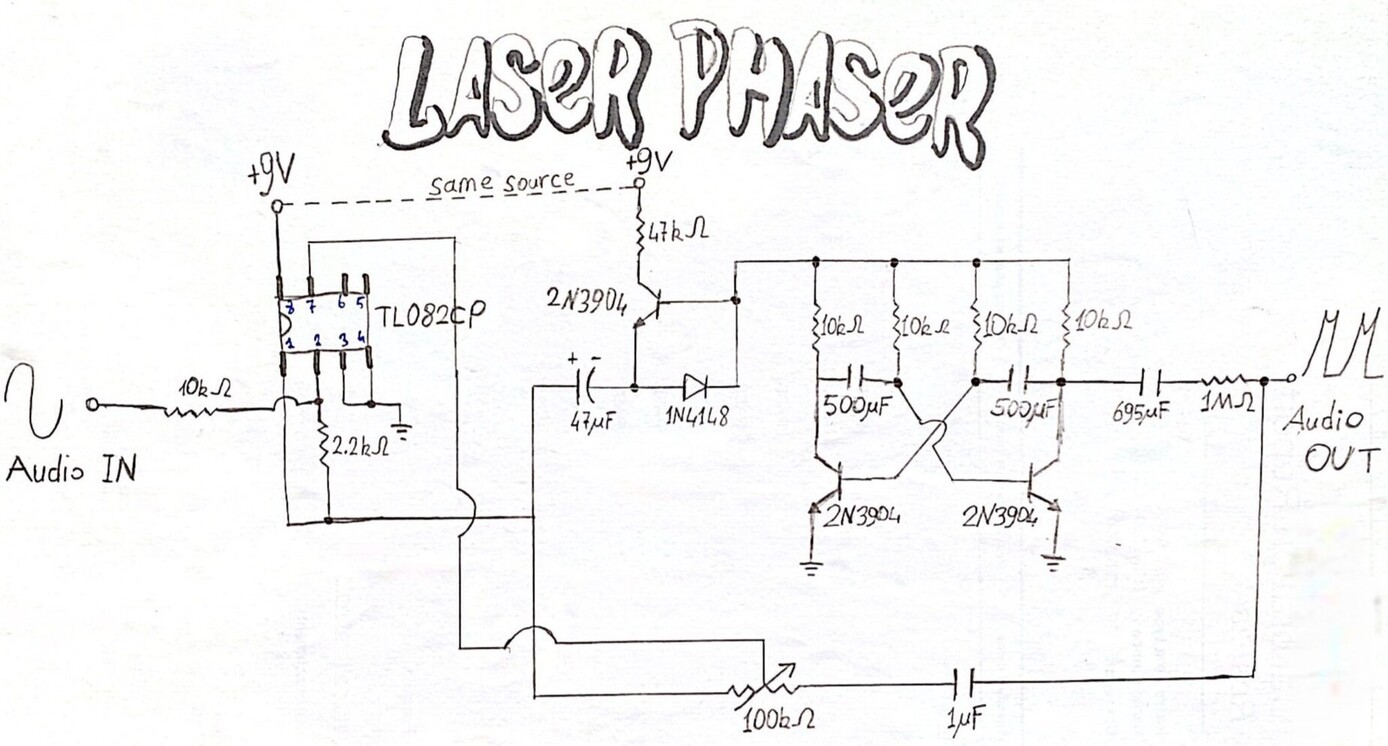 LASeR PHASeR
+9V
same source
+9V
47kΩ
2N3904
8 7 6 5
1 2 3 4
TL082CP
10kΩ
2.2kΩ
Audio IN
+ -
47µF
1N4148
10kΩ
10kΩ
10kΩ
10kΩ
500µF
500µF
695µF
1MΩ
2N3904
2N3904
Audio
OUT
100kΩ
1µF